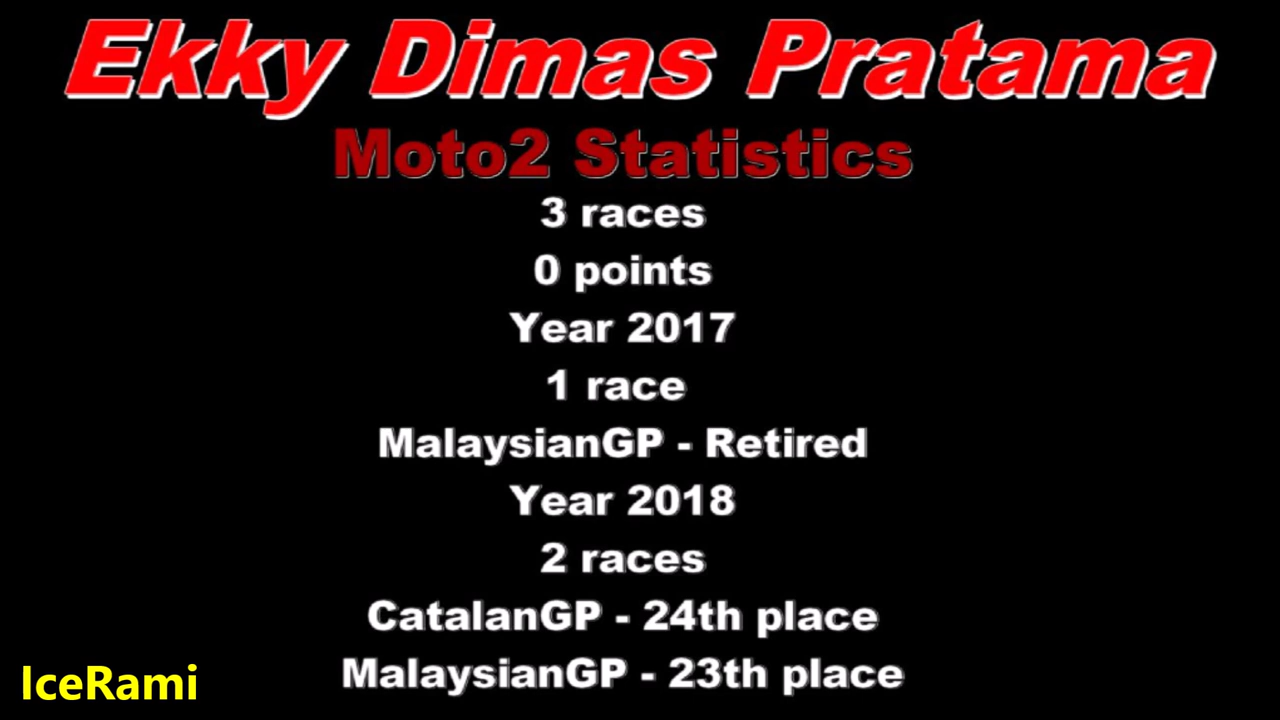 Ekky Dimas Pratama
Moto2 Statistics
3 races
0 points
Year 2017
1 race
MalaysianGP - Retired
Year 2018
2 races
CatalanGP - 24th place
MalaysianGP - 23th place
IceRami